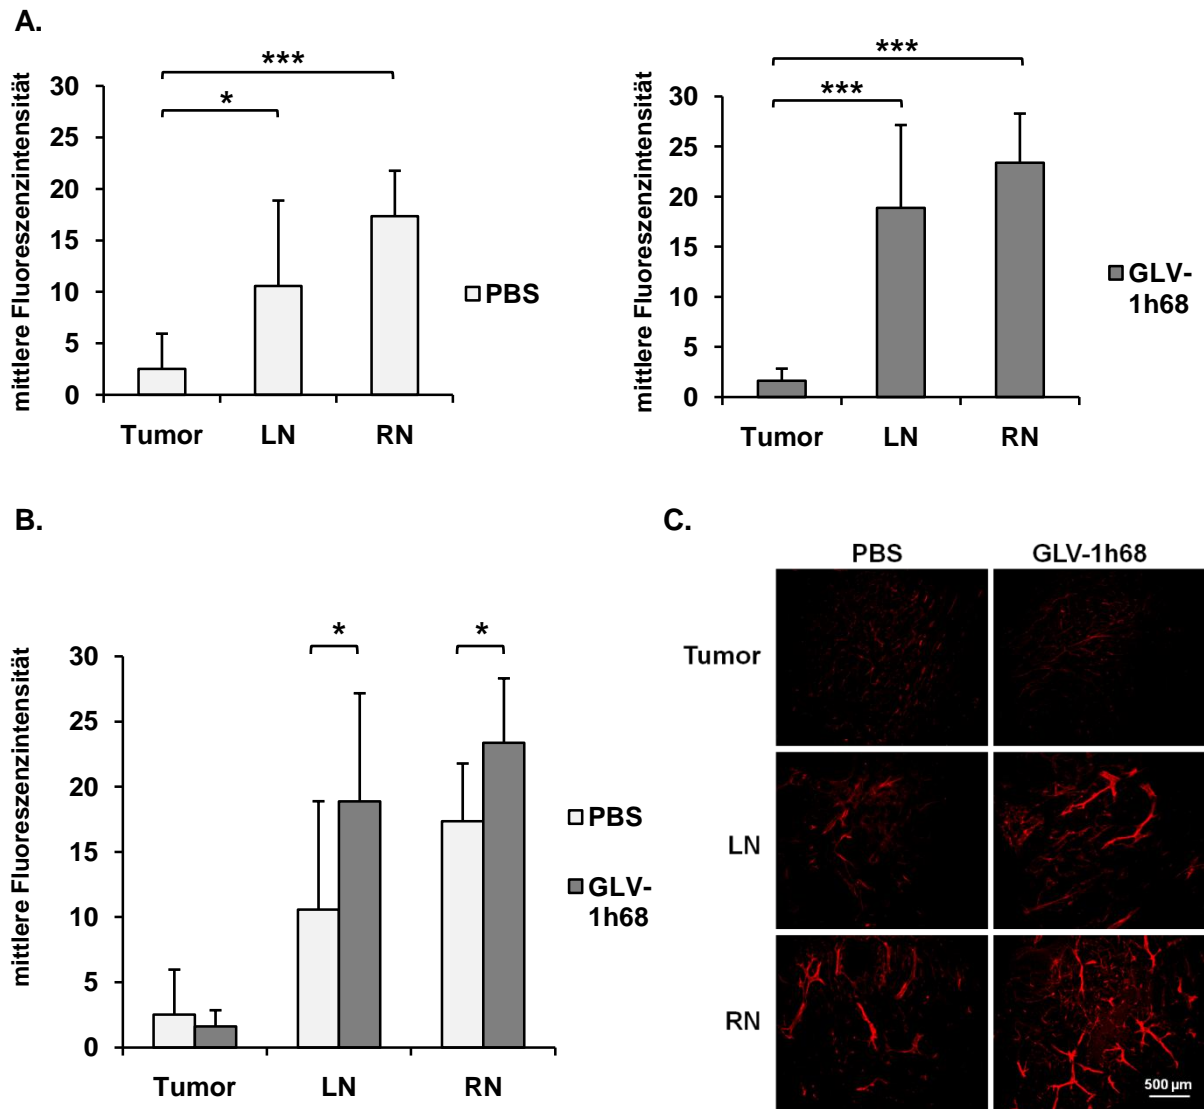 A.
mittlere Fluoreszenzintensität
30
25
20
15
10
5
0
***
*
Tumor LN RN
PBS
mittlere Fluoreszenzintensität
30
25
20
15
10
5
0
***
***
Tumor LN RN
GLV-
1h68
B.
mittlere Fluoreszenzintensität
30
25
20
15
10
5
0
* *
Tumor LN RN
PBS
GLV-
1h68
C.
PBS GLV-1h68
Tumor
LN
RN
500 µm